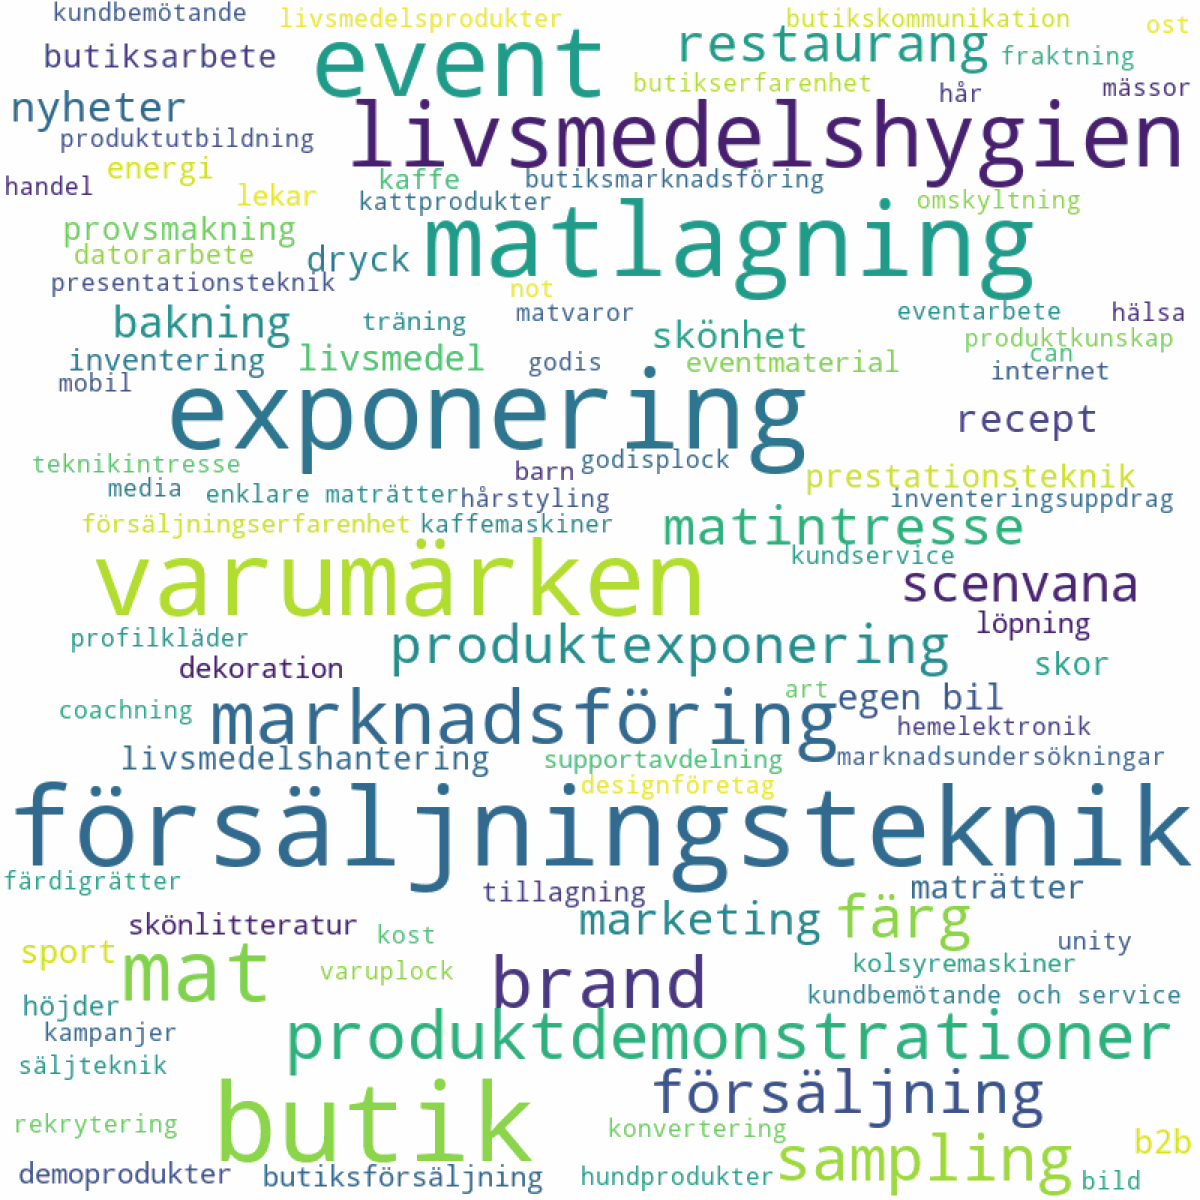 kundbemötande
livsmedelsprodukter
butikskommunikation
ost
butiksarbete
event
restaurang
fraktning
butikserfarenhet
hår
mässor
nyheter
livsmedelshygien
produktutbildning
energi
handel
lekar
kaffe
butiksmarknadsföring
kattprodukter
omskyltning
provsmakning
matlagning
datorarbete
dryck
presentationsteknik
not
matvaror
eventarbete
hälsa
bakning
träning
skönhet
produktkunskap
can
inventering
livsmedel
godis
eventmaterial
internet
mobil
exponering
recept
teknikintresse
barn
godisplock
prestationsteknik
media
enklare maträtter
hårstyling
inventeringsuppdrag
försäljningserfarenhet
kaffemaskiner
matintresse
kundservice
varumärken
scenvana
löpning
profilkläder
produktexponering
dekoration
skor
art
egen bil
coachning
marknadsföring
hemelektronik
livsmedelshantering
supportavdelning
marknadsundersökningar
designföretag
försäljningsteknik
färdigrätter
tillagning
maträtter
skönlitteratur
marketing
färg
kost
unity
sport
mat
varuplock
brand
kolsyremaskiner
höjder
kundbemötande och service
kampanjer
produktdemonstrationer
säljteknik
butik
försäljning
rekrytering
konvertering
b2b
sampling
demoprodukter
butiksförsäljning
hundprodukter
bild